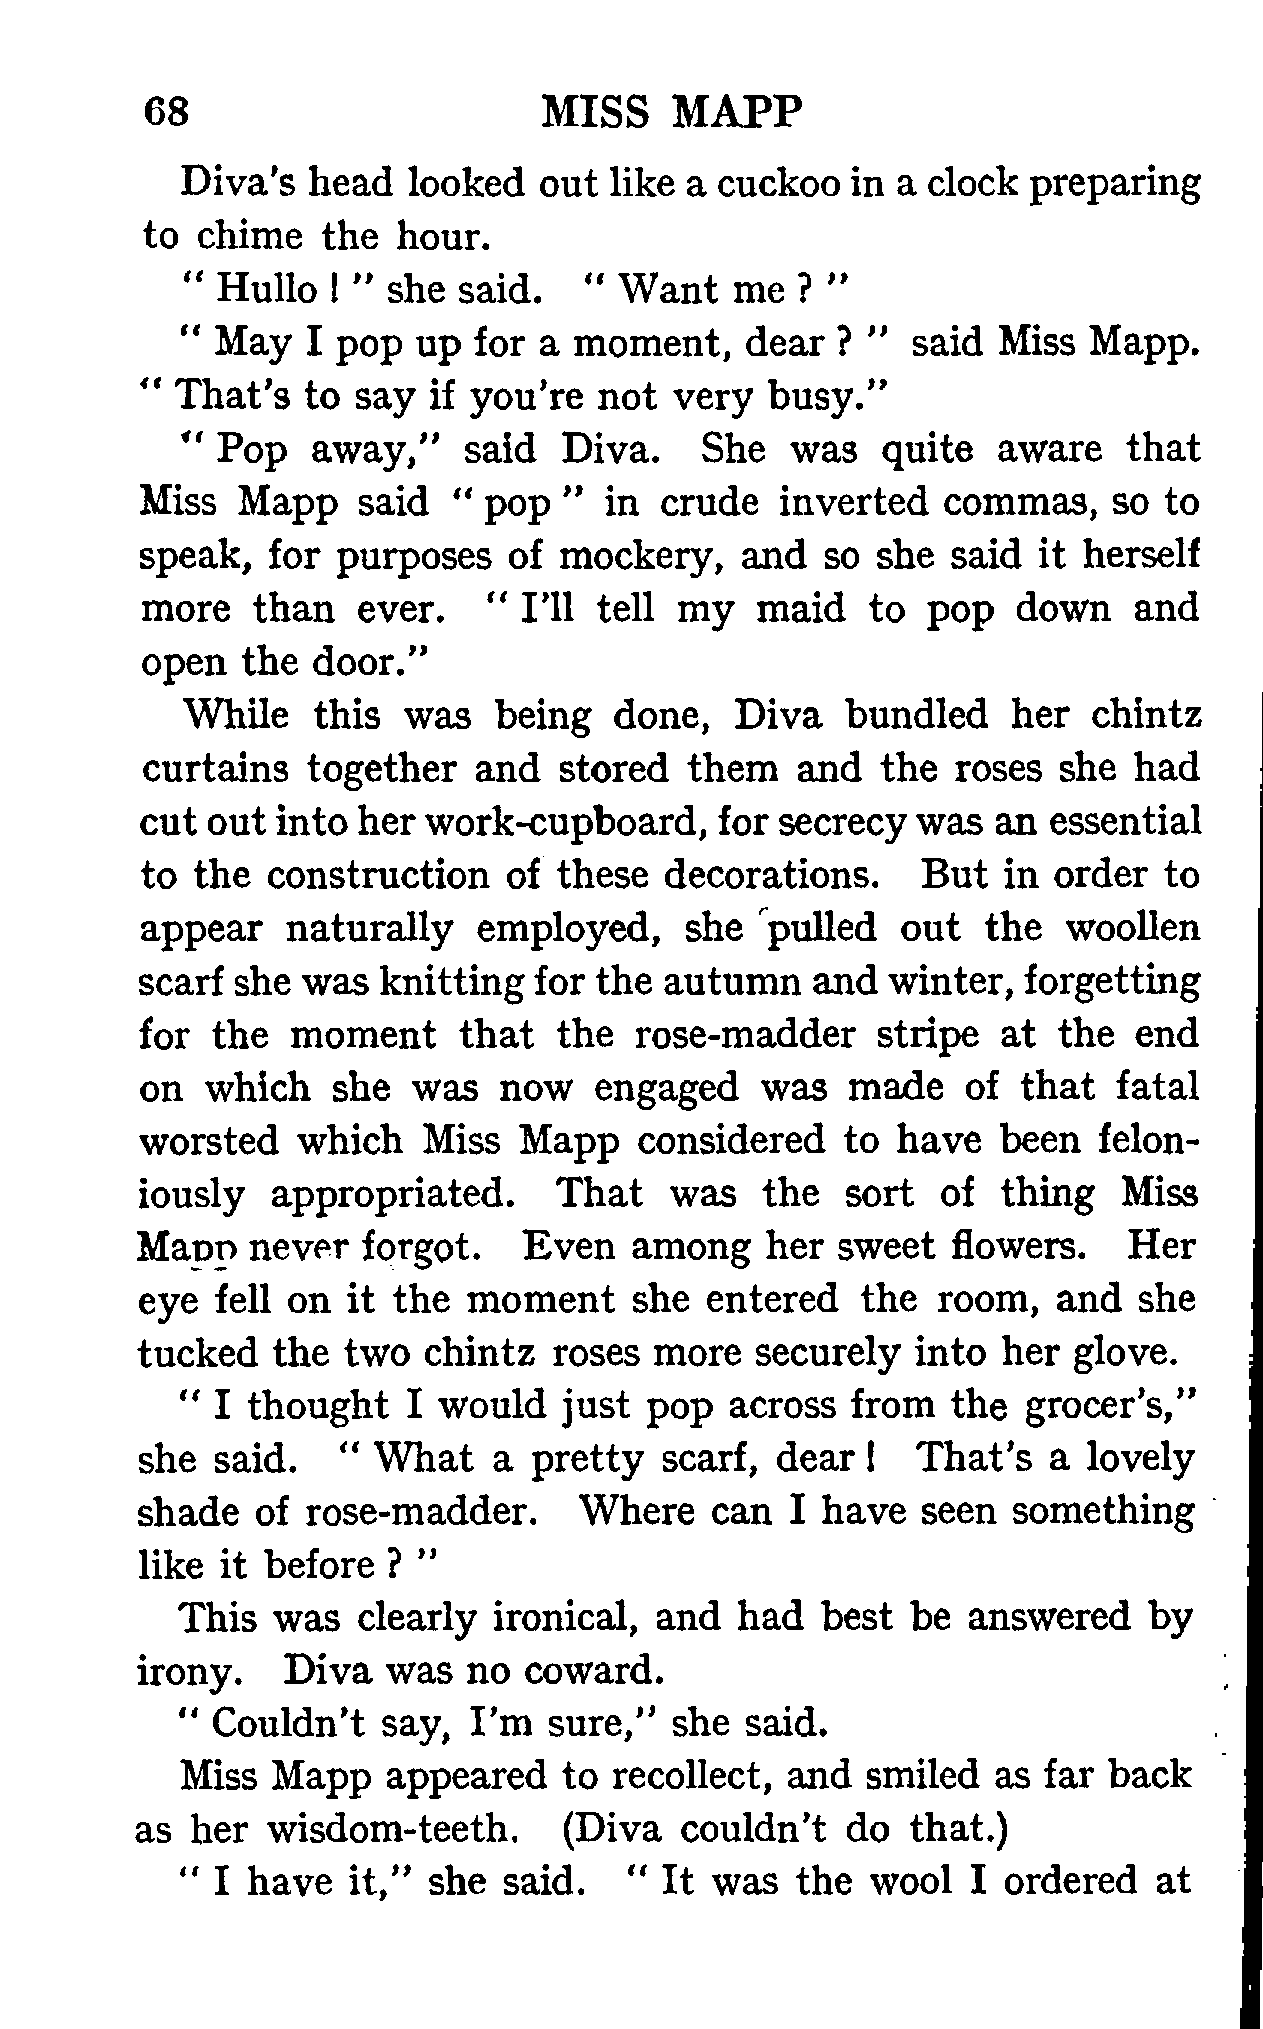 68 MISS MAPP
Diva's head looked out like a cuckoo in a clock preparing
to chime the hour.
" Hullo ! " she said. " Want me ? "
" May I pop up for a moment, dear ? " said Miss Mapp.
" That's to say if you're not very busy."
" Pop away," said Diva. She was quite aware that
Miss Mapp said " pop " in crude inverted commas, so to
speak, for purposes of mockery, and so she said it herself
more than ever. " I'll tell my maid to pop down and
open the door."
While this was being done, Diva bundled her chintz
curtains together and stored them and the roses she had
cut out into her work-cupboard, for secrecy was an essential
to the construction of these decorations. But in order to
appear naturally employed, she pulled out the woollen
scarf she was knitting for the autumn and winter, forgetting
for the moment that the rose-madder stripe at the end
on which she was now engaged was made of that fatal
worsted which Miss Mapp considered to have been felon-
iously appropriated. That was the sort of thing Miss
Mapp never forgot. Even among her sweet flowers. Her
eye fell on it the moment she entered the room, and she
tucked the two chintz roses more securely into her glove.
" I thought I would just pop across from the grocer's,"
she said. " What a pretty scarf, dear ! That's a lovely
shade of rose-madder. Where can I have seen something
like it before ? "
This was clearly ironical, and had best be answered by
irony. Diva was no coward.
" Couldn't say, I'm sure," she said.
Miss Mapp appeared to recollect, and smiled as far back
as her wisdom-teeth. (Diva couldn't do that.)
" I have it," she said. " It was the wool I ordered at